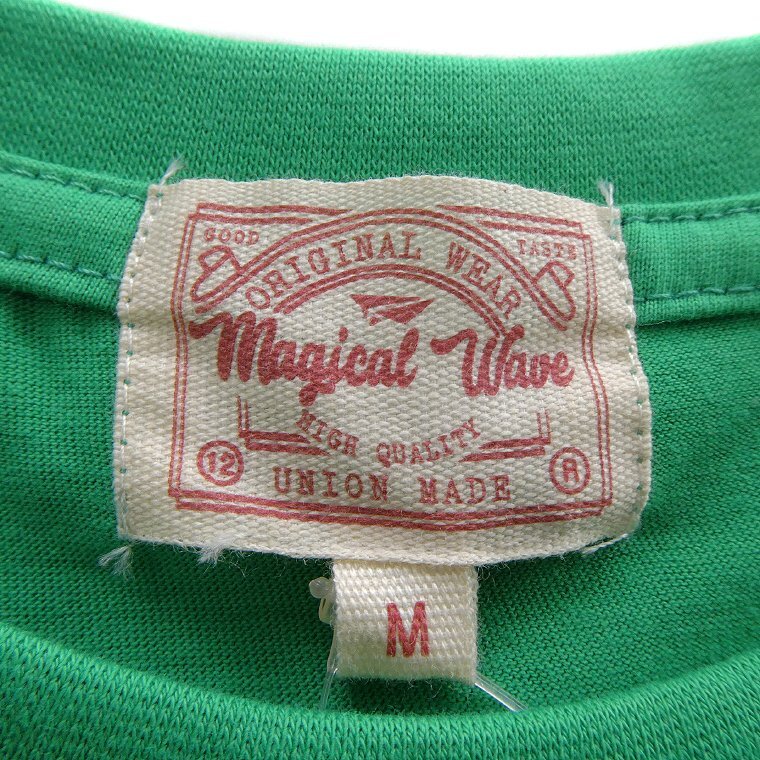 GOOD TASTE
ORIGINAL WEAR
Magical Wave
HIGH QUALITY
12 R
UNION MADE
M